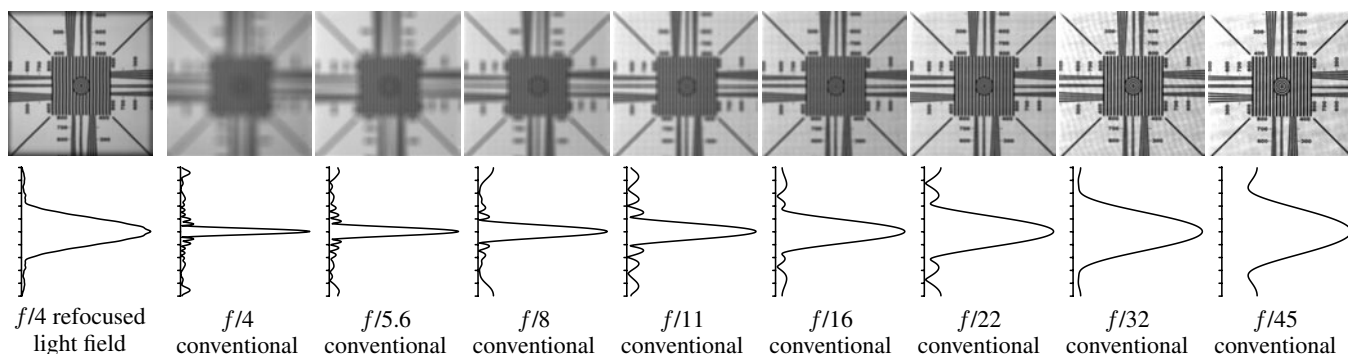 f/4 refocused
light field
f/4
conventional
f/5.6
conventional
f/8
conventional
f/11
conventional
f/16
conventional
f/22
conventional
f/32
conventional
f/45
conventional